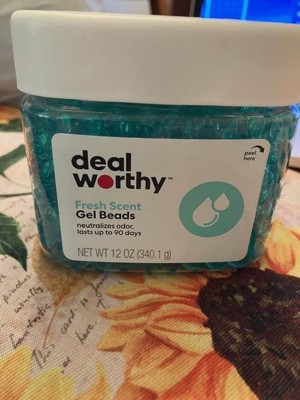 deal
worthy™
peel
here
Fresh Scent
Gel Beads
neutralizes odor,
lasts up to 90 days
NET WT 12 OZ (340.1 g)